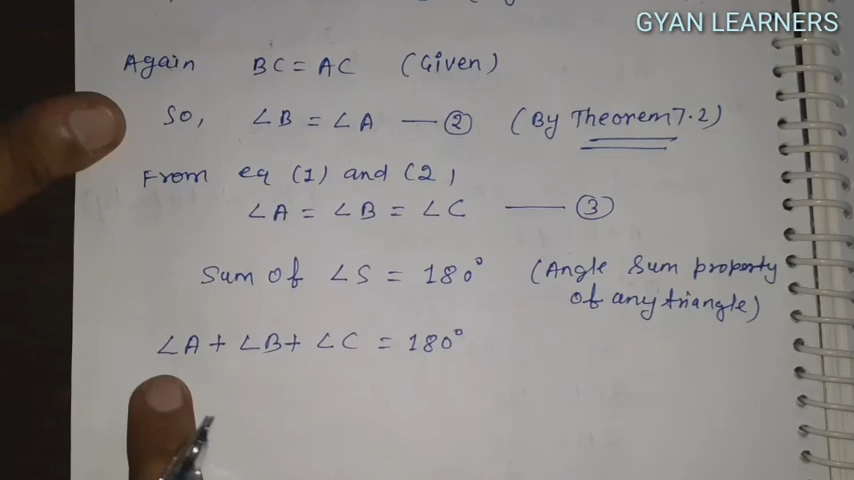 GYAN LEARNERS
Again BC = AC (Given)
So, ∠B = ∠A — ② (By Theorem 7.2)
From eq (1) and (2,
∠A = ∠B = ∠C — ③
Sum of ∠S = 180° (Angle Sum property
of any triangle)
∠A + ∠B + ∠C = 180°